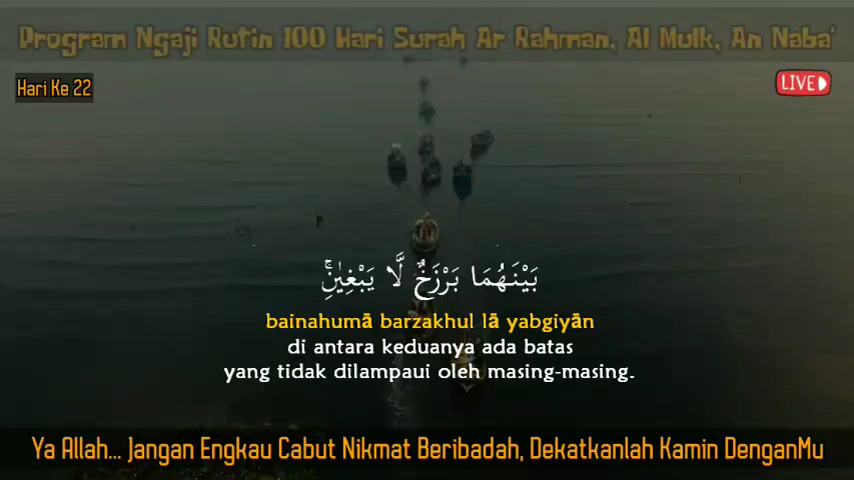 Program Ngaji Rutin 100 Hari Surah Ar Rahman, Al Mulk, An Naba'
Hari Ke 22
LIVE
بَيْنَهُمَا بَرْزَخٌ لَّا يَبْغِيٰنِۚ
bainahumā barzakhul lā yabgiyān
di antara keduanya ada batas
yang tidak dilampaui oleh masing-masing.
Ya Allah... Jangan Engkau Cabut Nikmat Beribadah, Dekatkanlah Kamin DenganMu